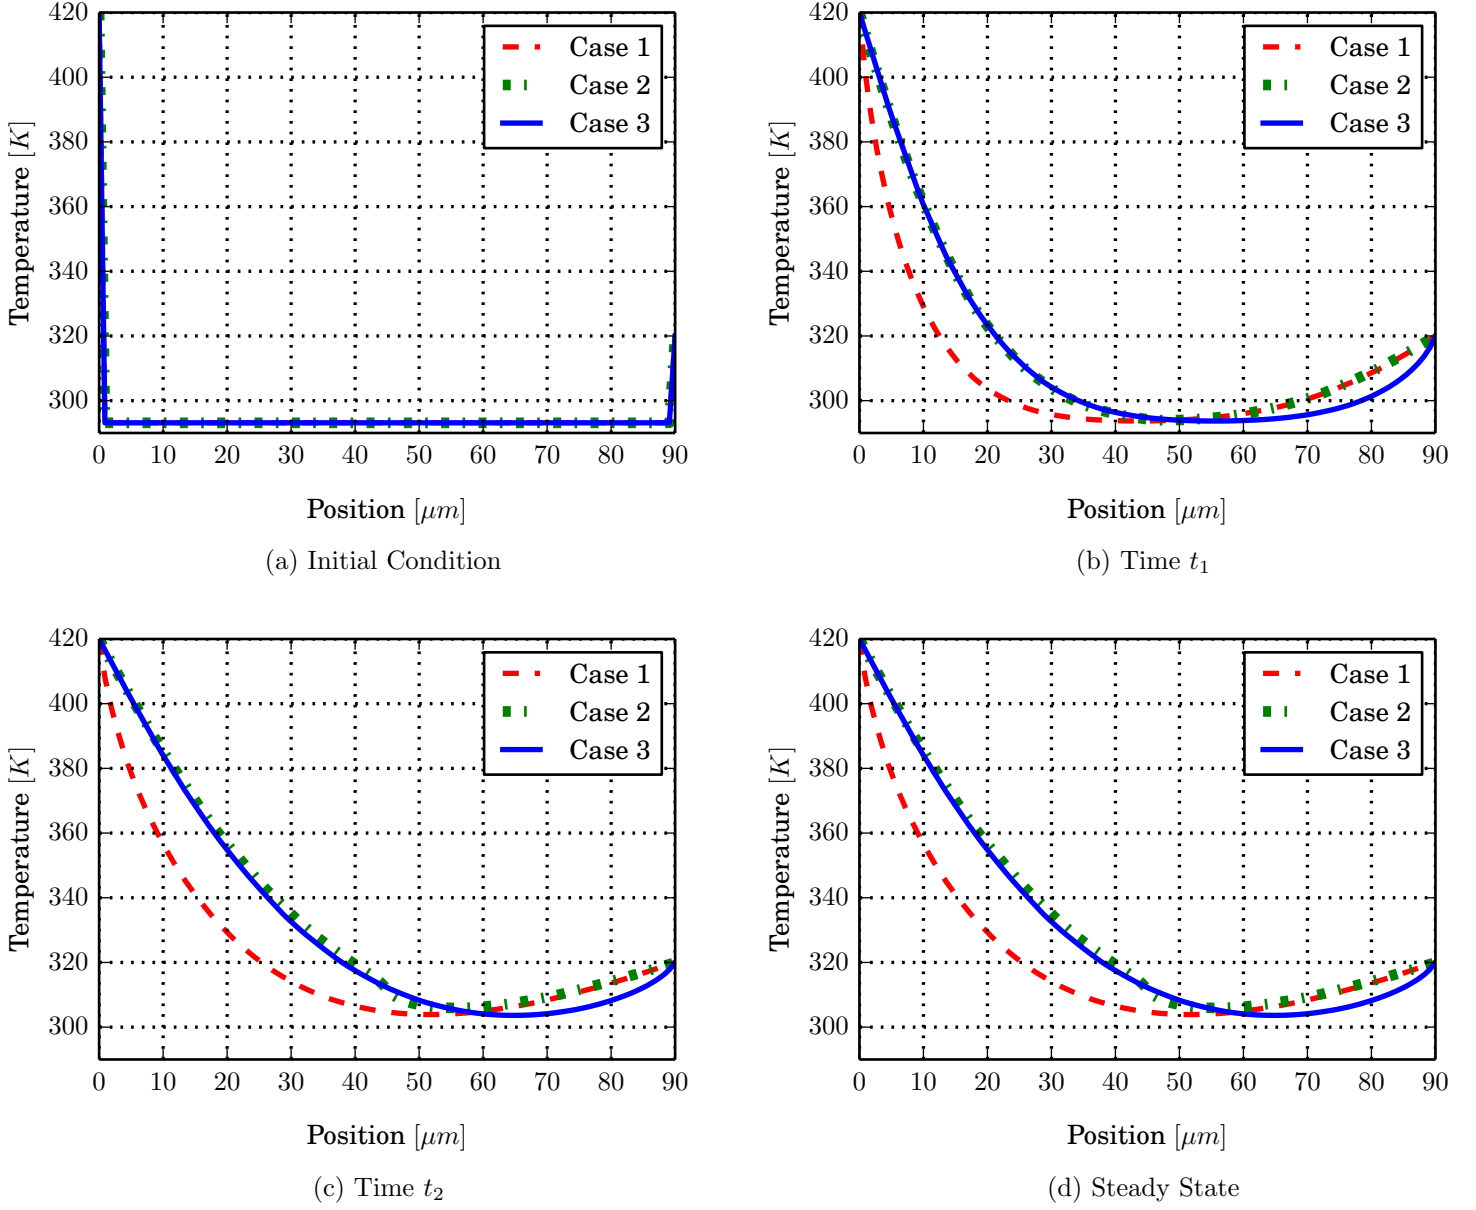 420
400
380
360
340
320
300
Temperature [K]
0 10 20 30 40 50 60 70 80 90
Position [μm]
Case 1
Case 2
Case 3
(a) Initial Condition
420
400
380
360
340
320
300
Temperature [K]
0 10 20 30 40 50 60 70 80 90
Position [μm]
Case 1
Case 2
Case 3
(b) Time t₁
420
400
380
360
340
320
300
Temperature [K]
0 10 20 30 40 50 60 70 80 90
Position [μm]
Case 1
Case 2
Case 3
(c) Time t₂
420
400
380
360
340
320
300
Temperature [K]
0 10 20 30 40 50 60 70 80 90
Position [μm]
Case 1
Case 2
Case 3
(d) Steady State